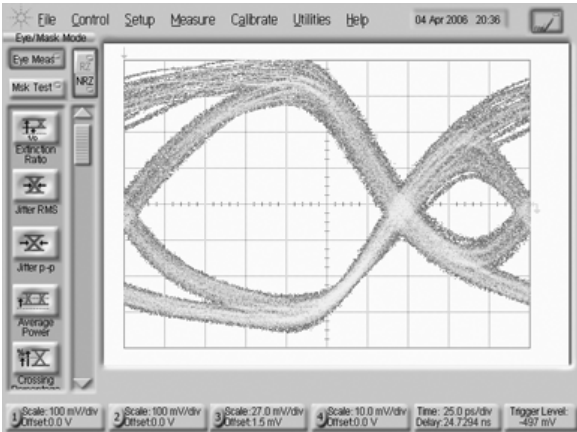 File Control Setup Measure Calibrate Utilities Help 04 Apr 2006 20:36
Eye/Mask Mode
Eye Meas
RZ
NRZ
Msk Test
Extinction
Ratio
Jitter RMS
Jitter p-p
Average
Power
Crossing
1 Scale: 100 mV/div
Offset:0.0 V
2 Scale: 100 mV/div
Offset:0.0 V
3 Scale: 27.0 mV/div
Offset: 1.5 mV
4 Scale: 10.0 mV/div
Offset:0.0 V
Time: 25.0 ps/div
Delay:24.7294 ns
Trigger Level:
-497 mV